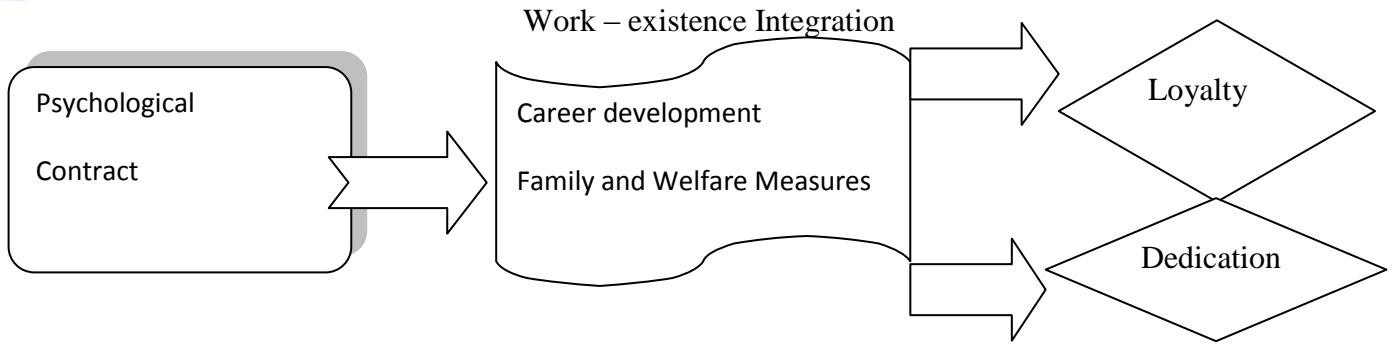 Work – existence Integration
Psychological
Contract
Career development
Family and Welfare Measures
Loyalty
Dedication